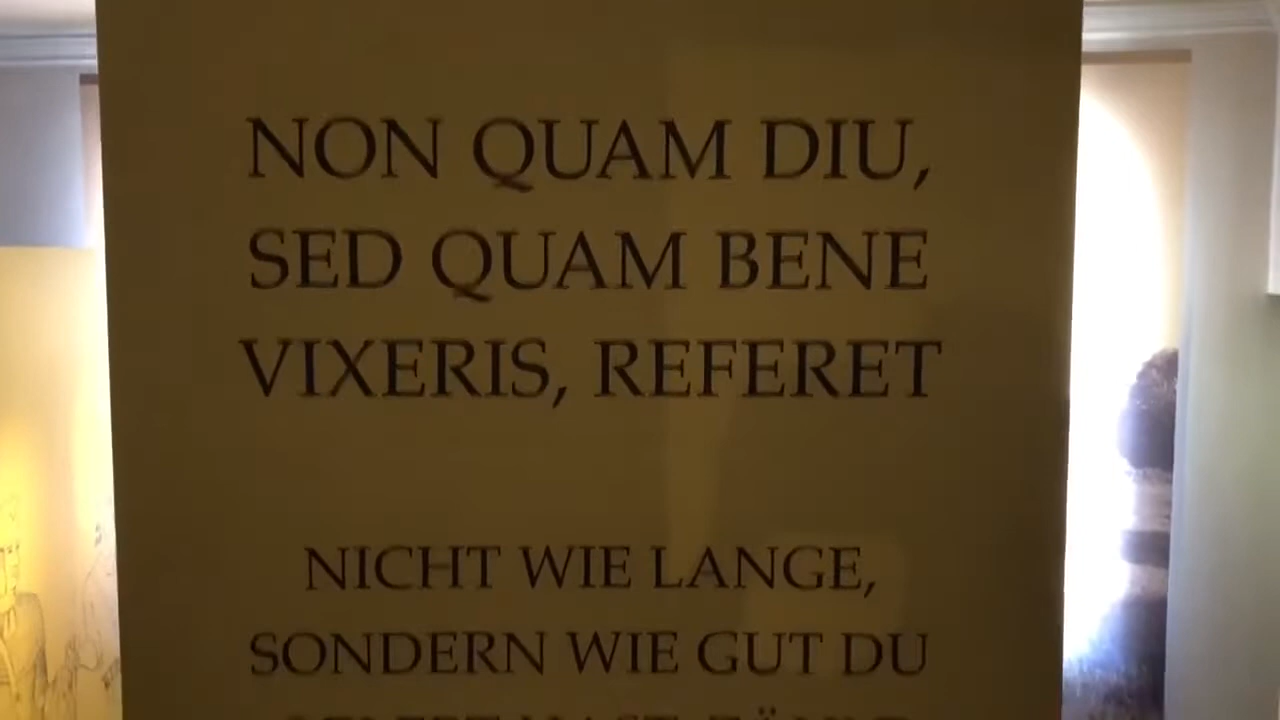 NON QUAM DIU,
SED QUAM BENE
VIXERIS, REFERET
NICHT WIE LANGE,
SONDERN WIE GUT DU